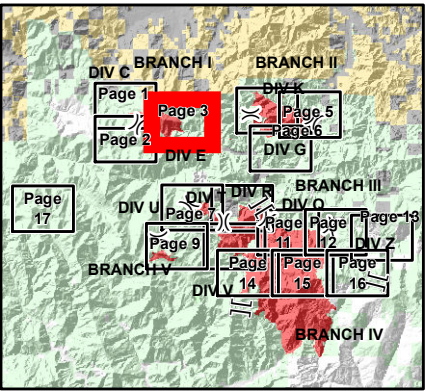 BRANCH I
BRANCH II
DIV C
DIV K
Page 1
Page 3
Page 5
Page 6
Page 2
DIV E
DIV G
BRANCH III
DIV R
Page 17
DIV U
Page 7
DIV O
Page 13
Page 11
Page 12
Page 9
DIV Z
BRANCH V
Page 14
Page 15
Page 16
DIV V
BRANCH IV